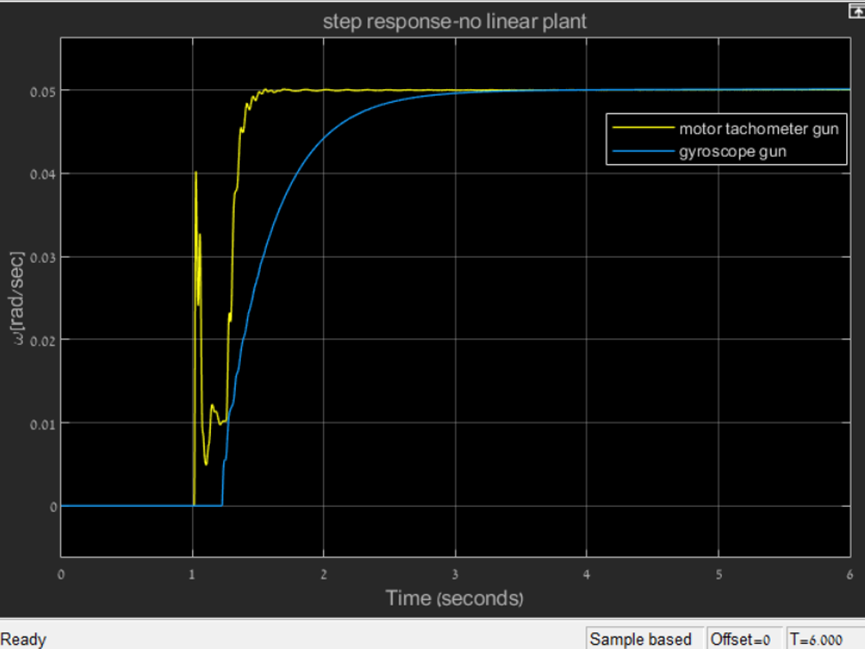 step response-no linear plant
0.05
0.04
0.03
0.02
0.01
0
ω[rad/sec]
motor tachometer gun
gyroscope gun
0 1 2 3 4 5 6
Time (seconds)
Ready Sample based Offset=0 T=6.000